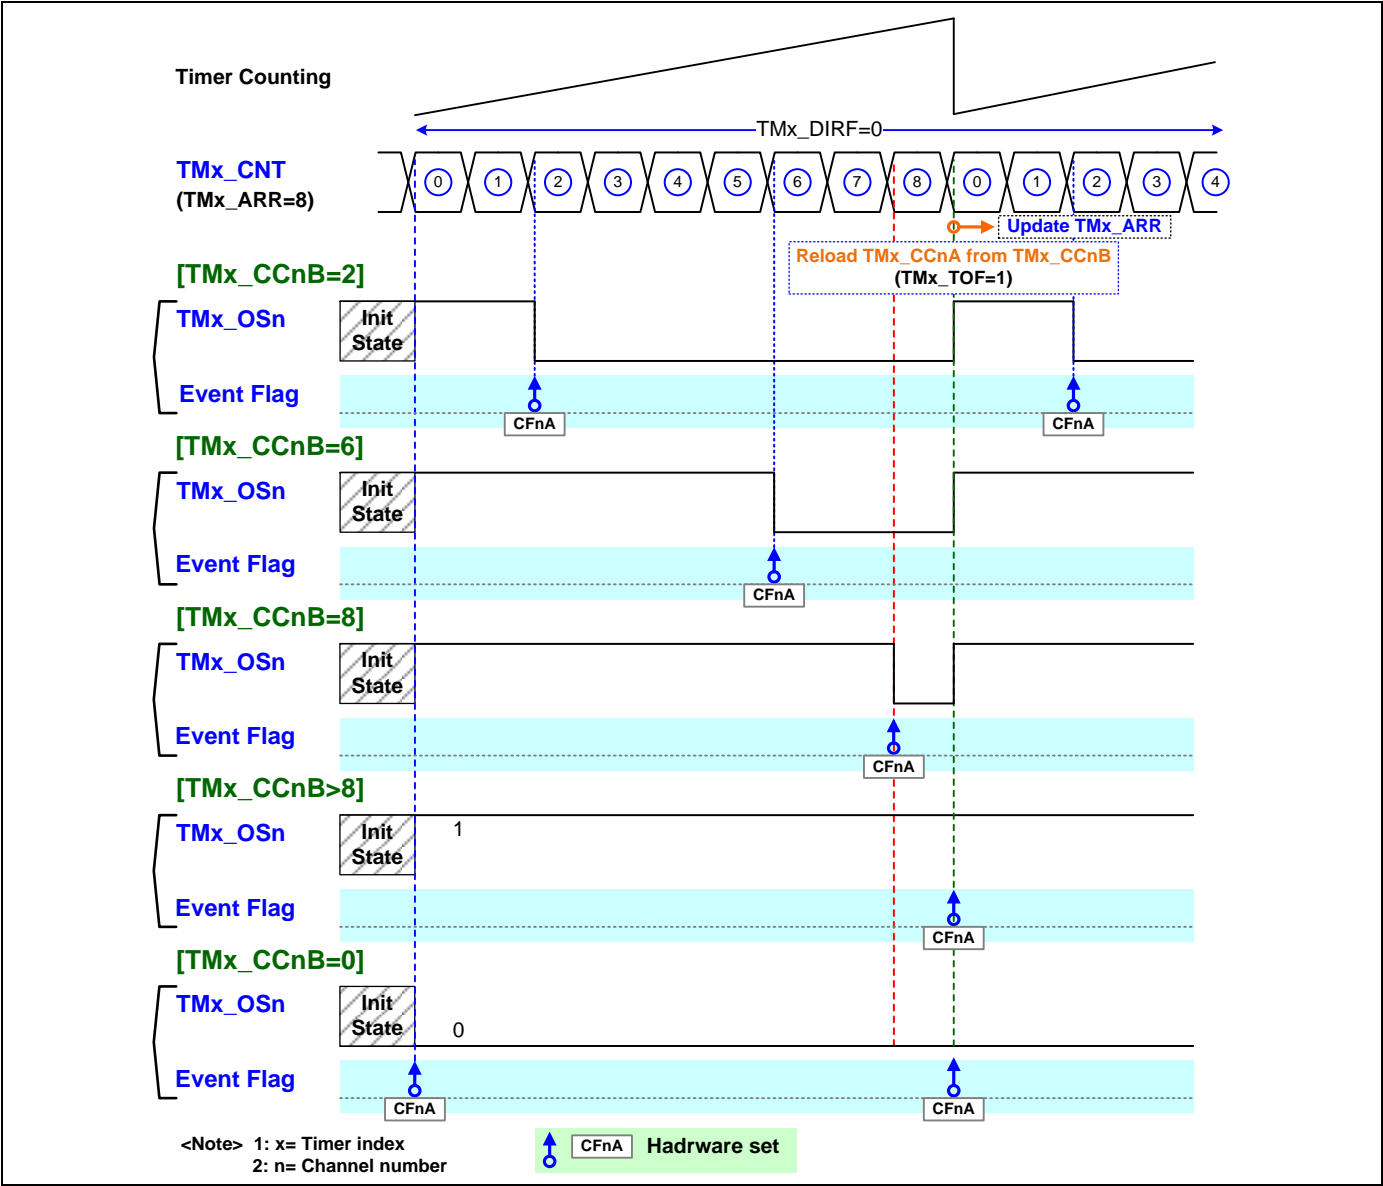 Timer Counting
TMx_DIRF=0
TMx_CNT
(TMx_ARR=8)
0 1 2 3 4 5 6 7 8 0 1 2 3 4
Update TMx_ARR
Reload TMx_CCnA from TMx_CCnB
(TMx_TOF=1)
[TMx_CCnB=2]
TMx_OSn
Init
State
Event Flag
CFnA
CFnA
[TMx_CCnB=6]
TMx_OSn
Init
State
Event Flag
CFnA
[TMx_CCnB=8]
TMx_OSn
Init
State
Event Flag
CFnA
[TMx_CCnB>8]
TMx_OSn
Init
State
1
Event Flag
CFnA
[TMx_CCnB=0]
TMx_OSn
Init
State
0
Event Flag
CFnA
CFnA
<Note> 1: x= Timer index
2: n= Channel number
CFnA Hadrware set